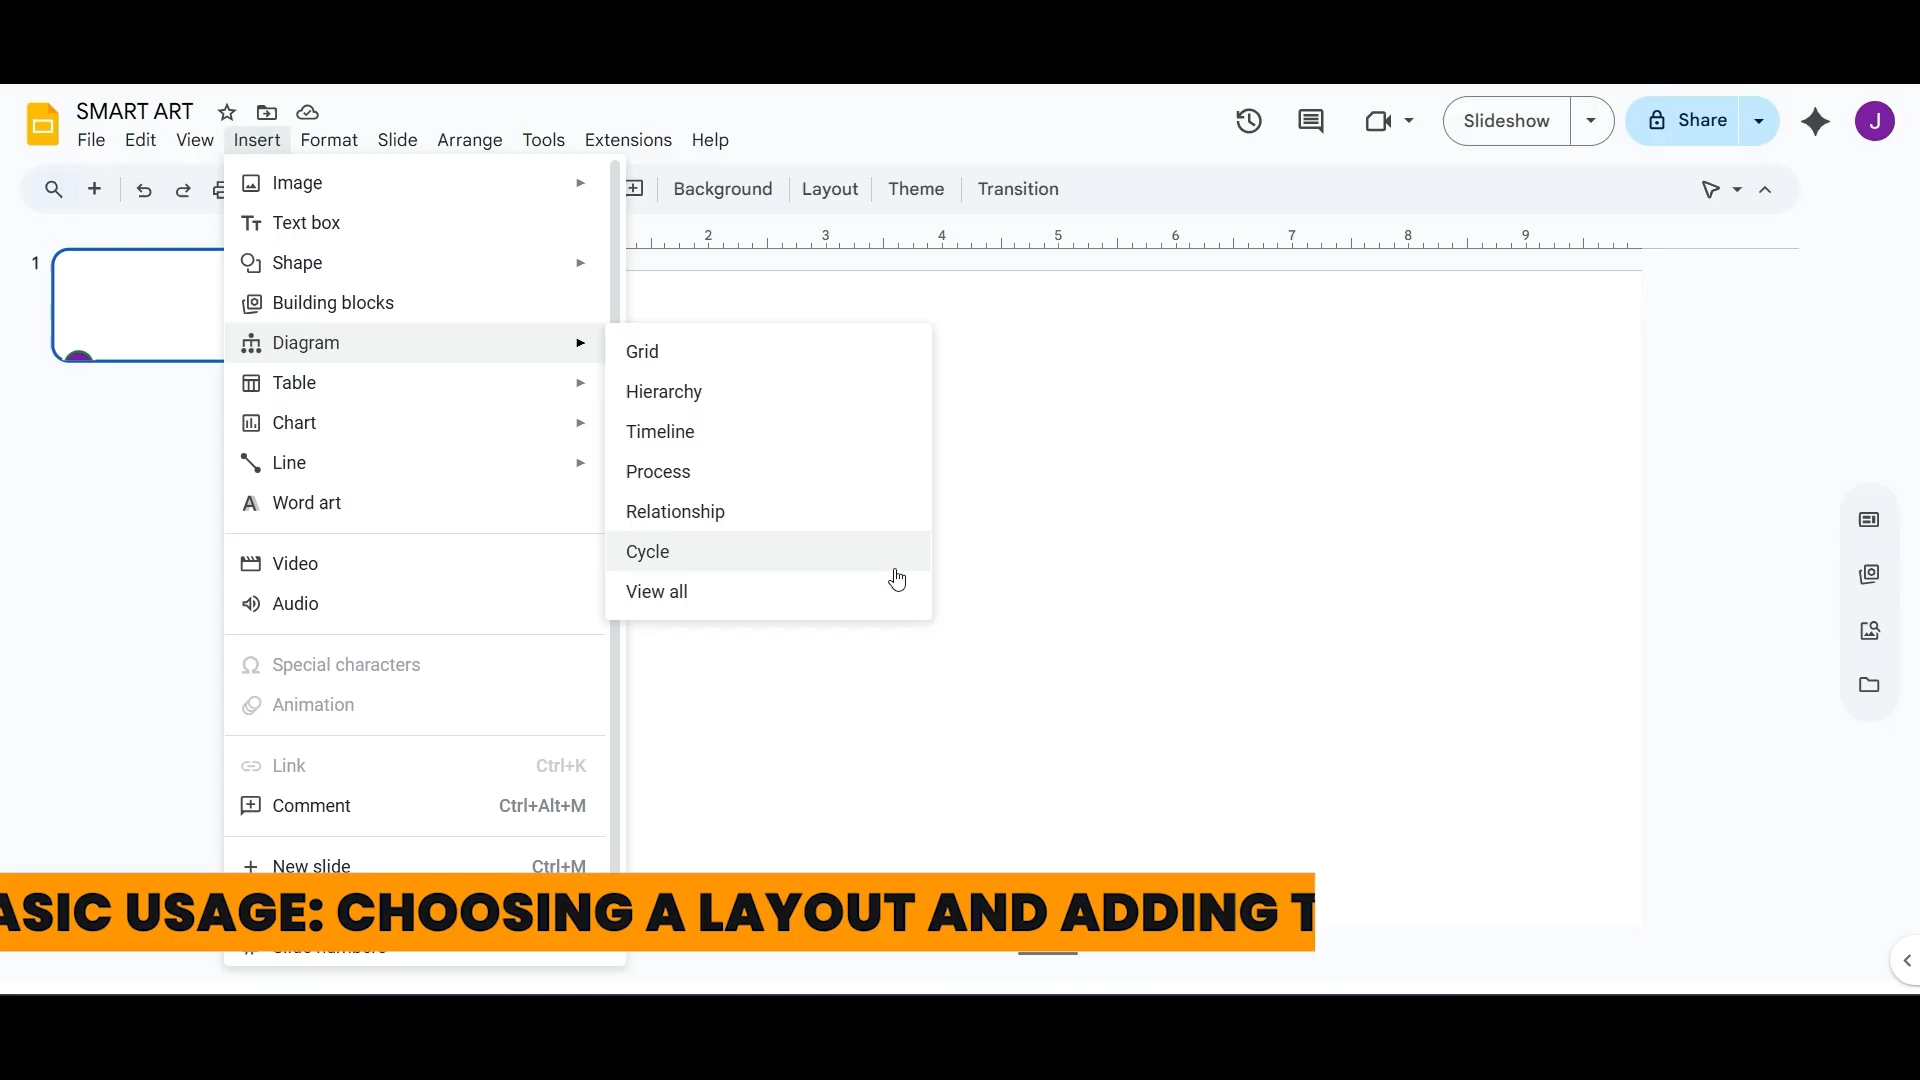 SMART ART
File Edit View Insert Format Slide Arrange Tools Extensions Help
Slideshow
Share
J
Background Layout Theme Transition
2 3 4 5 6 7 8 9
1
Image
Text box
Shape
Building blocks
Diagram
Table
Chart
Line
Word art
Video
Audio
Special characters
Animation
Link Ctrl+K
Comment Ctrl+Alt+M
New slide Ctrl+M
Grid
Hierarchy
Timeline
Process
Relationship
Cycle
View all
ASIC USAGE: CHOOSING A LAYOUT AND ADDING T